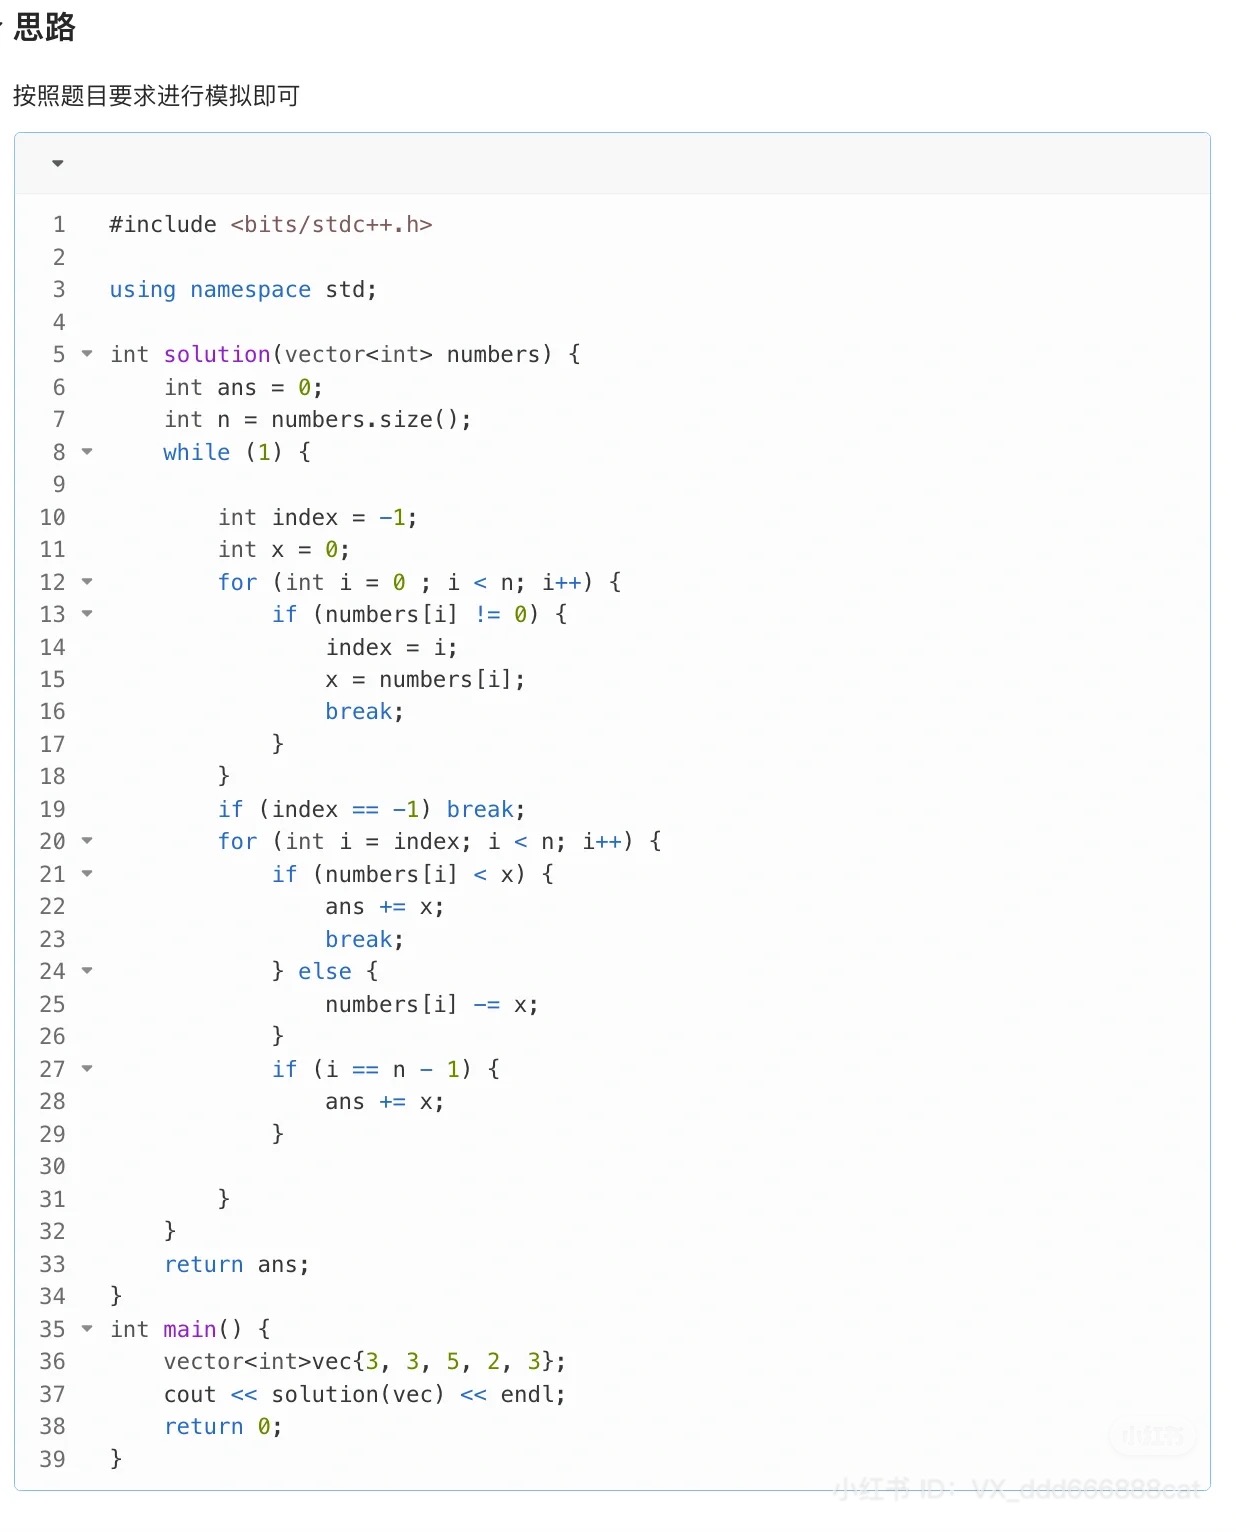 思路
按照题目要求进行模拟即可
1 #include <bits/stdc++.h>
2
3 using namespace std;
4
5 int solution(vector<int> numbers) {
6 int ans = 0;
7 int n = numbers.size();
8 while (1) {
9
10 int index = -1;
11 int x = 0;
12 for (int i = 0 ; i < n; i++) {
13 if (numbers[i] != 0) {
14 index = i;
15 x = numbers[i];
16 break;
17 }
18 }
19 if (index == -1) break;
20 for (int i = index; i < n; i++) {
21 if (numbers[i] < x) {
22 ans += x;
23 break;
24 } else {
25 numbers[i] -= x;
26 }
27 if (i == n - 1) {
28 ans += x;
29 }
30
31 }
32 }
33 return ans;
34 }
35 int main() {
36 vector<int>vec{3, 3, 5, 2, 3};
37 cout << solution(vec) << endl;
38 return 0;
39 }
小红书
小红书 ID: VX_ddd666888cat